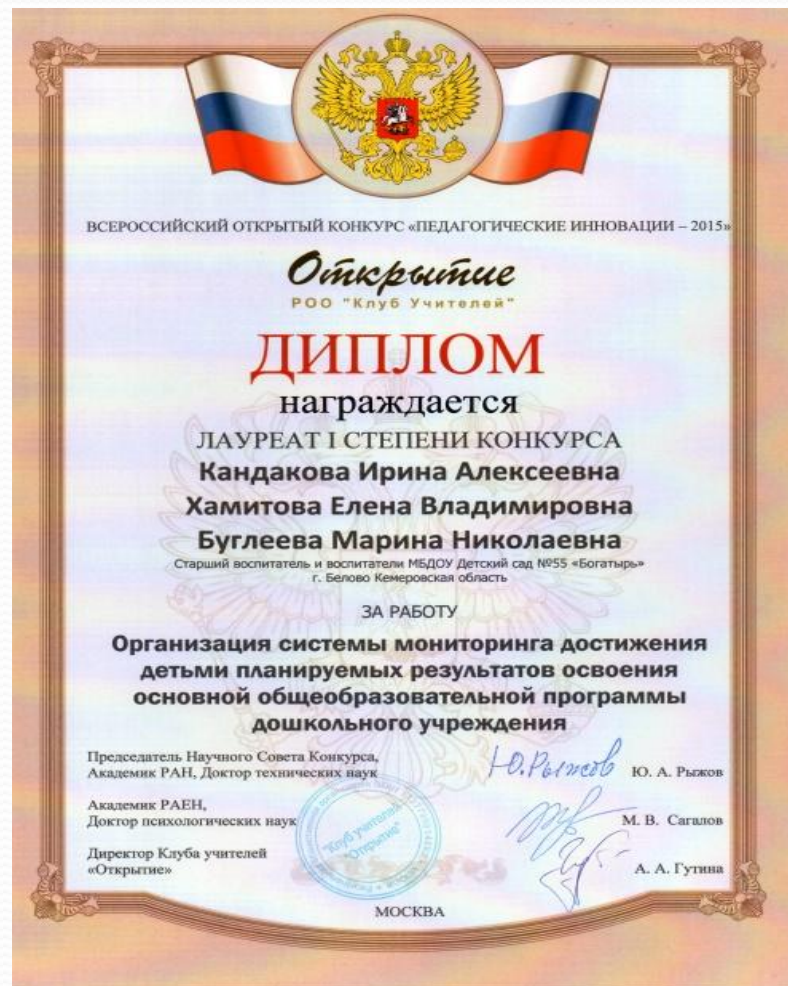 ВСЕРОССИЙСКИЙ ОТКРЫТЫЙ КОНКУРС «ПЕДАГОГИЧЕСКИЕ ИННОВАЦИИ – 2015»
Открытие
РОО "Клуб Учителей"
ДИПЛОМ
награждается
ЛАУРЕАТ I СТЕПЕНИ КОНКУРСА
Кандакова Ирина Алексеевна
Хамитова Елена Владимировна
Буглеева Марина Николаевна
Старший воспитатель и воспитатели МБДОУ Детский сад №55 «Богатырь»
г. Белово Кемеровская область
ЗА РАБОТУ
Организация системы мониторинга достижения
детьми планируемых результатов освоения
основной общеобразовательной программы
дошкольного учреждения
Председатель Научного Совета Конкурса,
Академик РАН, Доктор технических наук
Ю.Рыжов
Ю. А. Рыжов
Академик РАЕН,
Доктор психологических наук
М. В. Сагалов
Директор Клуба учителей
«Открытие»
А. А. Гутина
"Клуб учителей
"Открытие"
МОСКВА